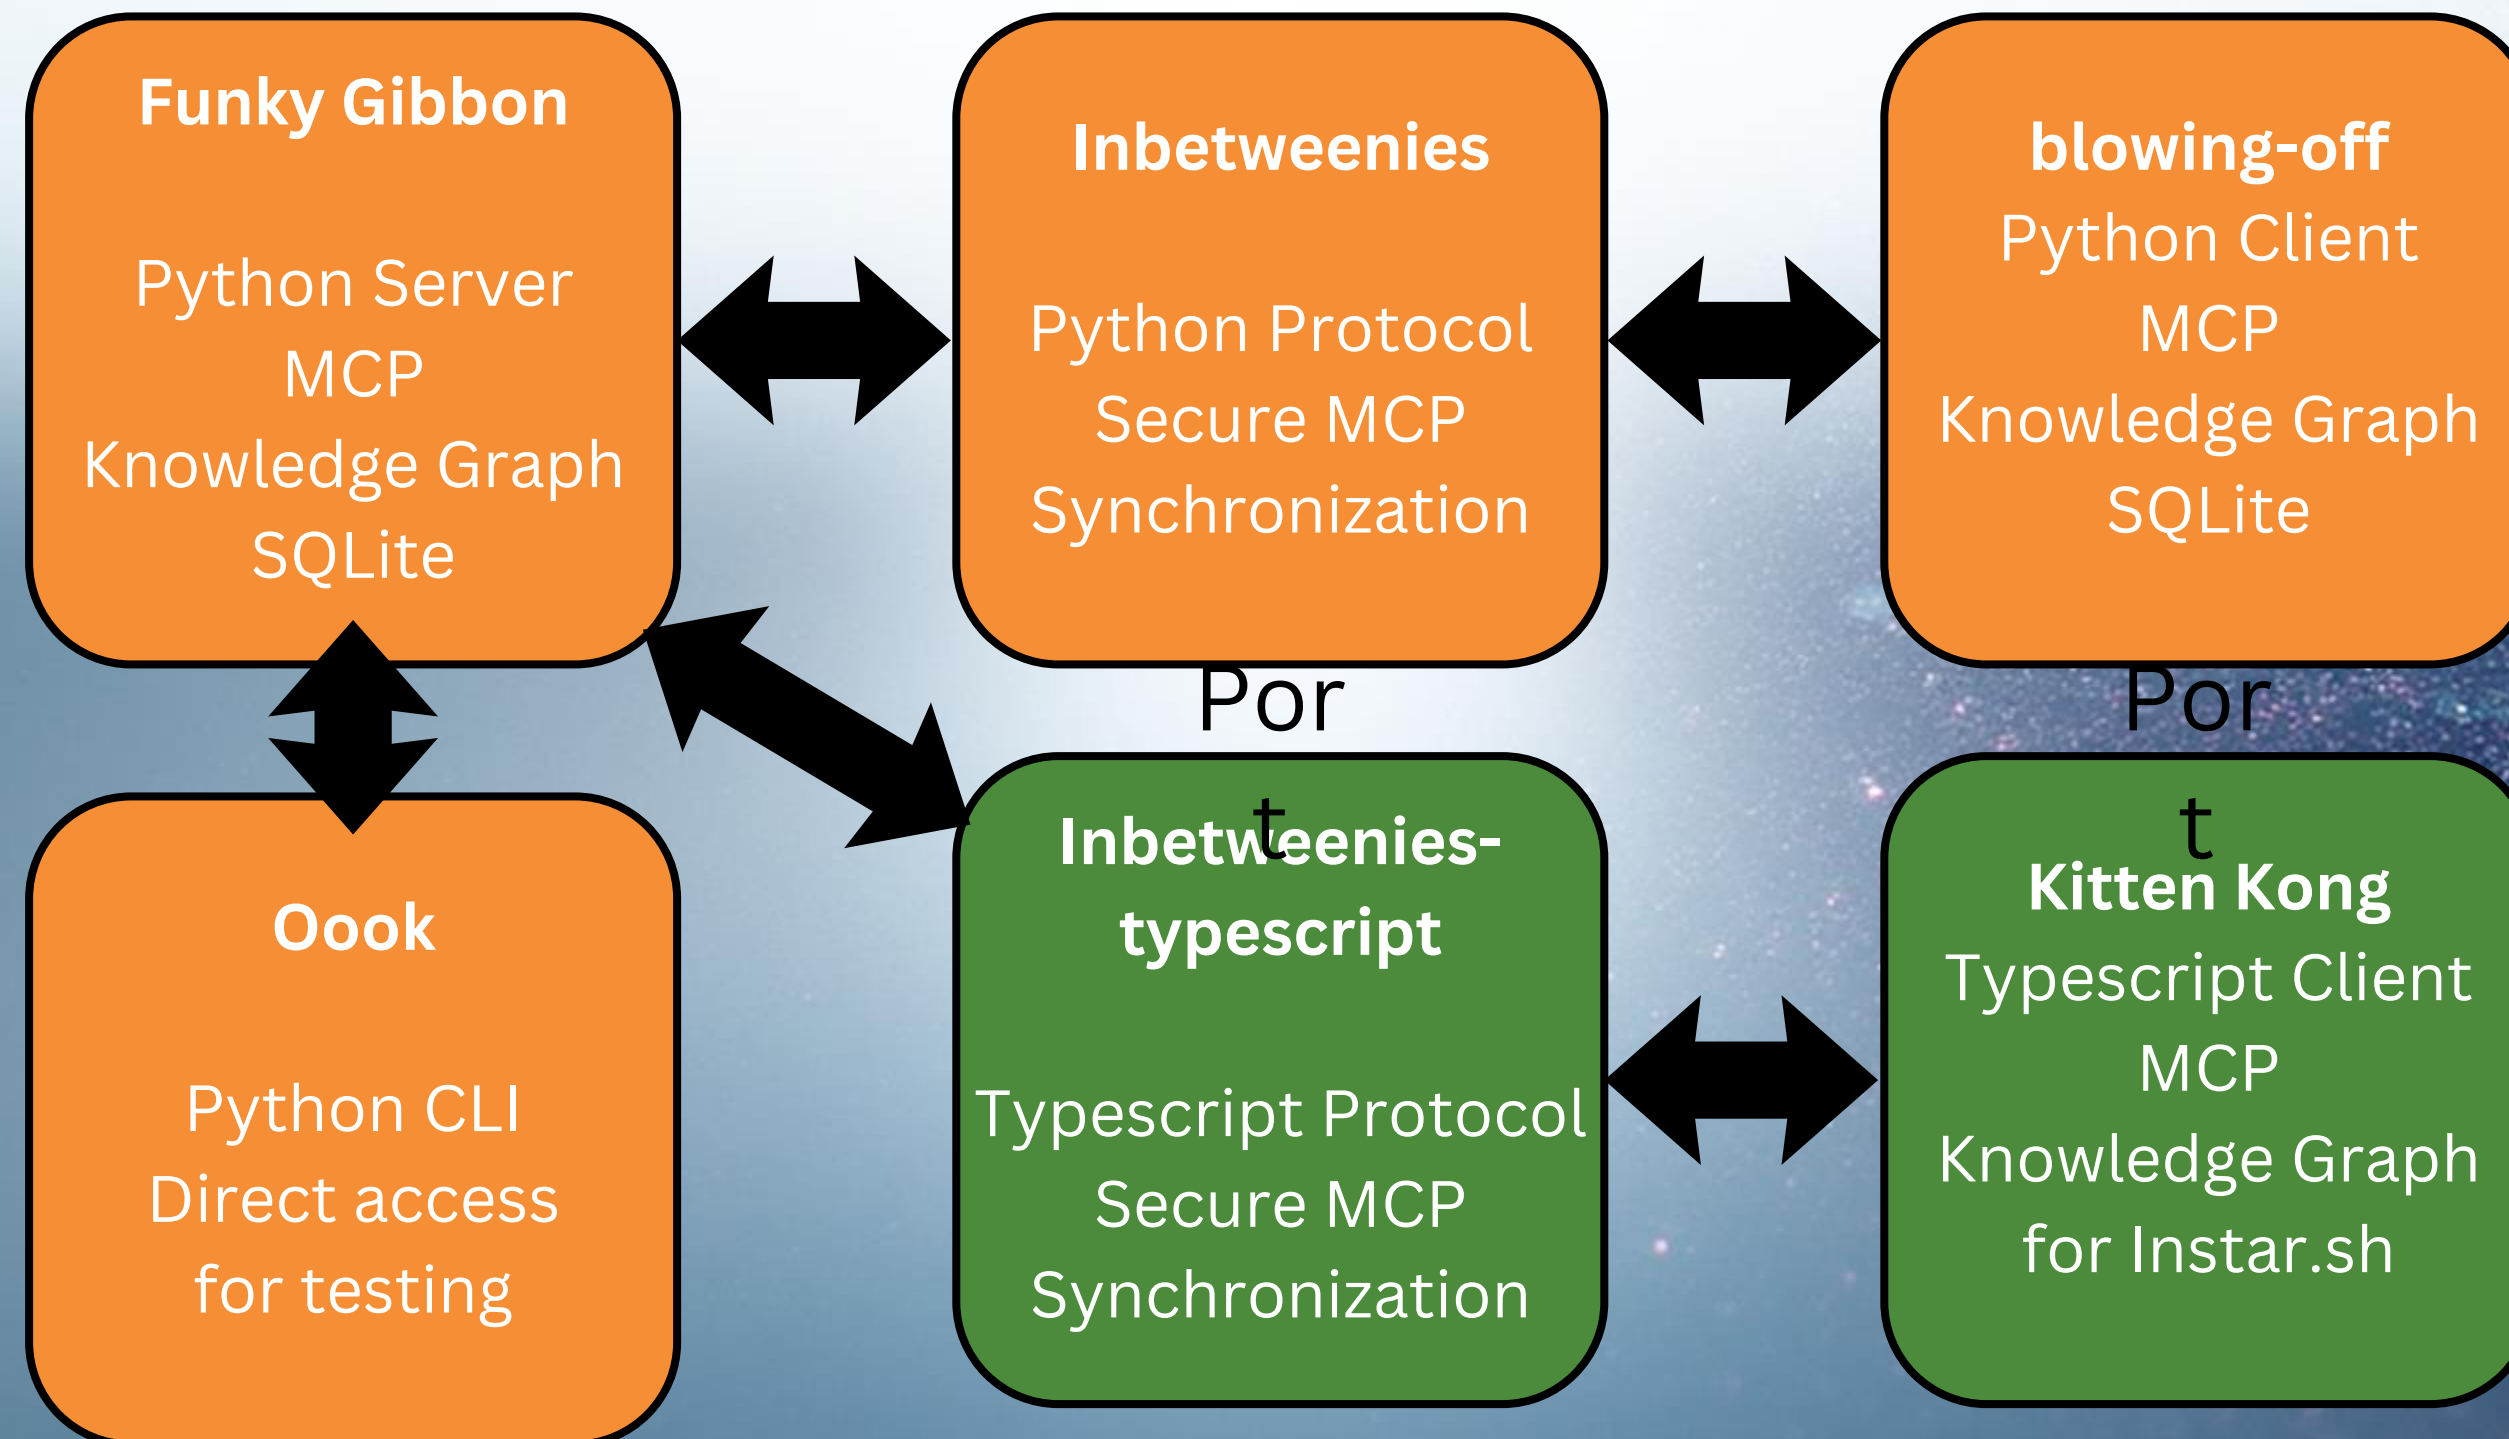 Funky Gibbon
Python Server
MCP
Knowledge Graph
SQLite
Inbetweenies
Python Protocol
Secure MCP
Synchronization
blowing-off
Python Client
MCP
Knowledge Graph
SQLite
Por
t
Por
t
Oook
Python CLI
Direct access
for testing
Inbetweenies-
typescript
Typescript Protocol
Secure MCP
Synchronization
Kitten Kong
Typescript Client
MCP
Knowledge Graph
for Instar.sh